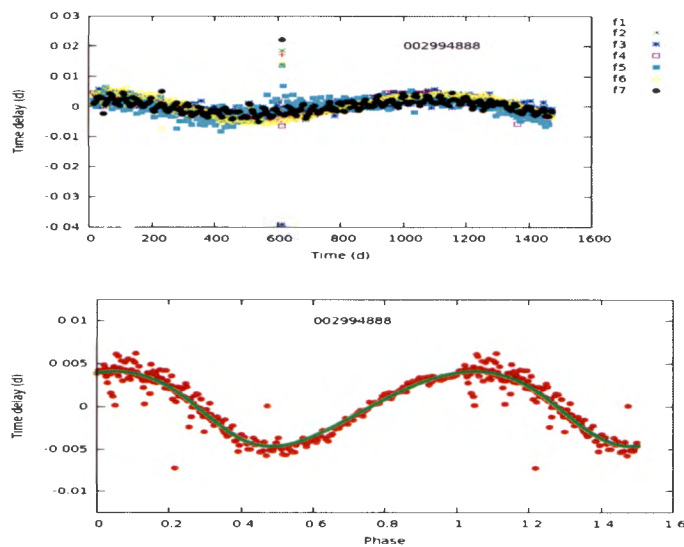 0 03
0 02
0 01
0
-0 01
-0 02
-0 03
-0 04
Time delay (d)
002994888
f1
f2
f3
f4
f5
f6
f7
0 200 400 600 800 1000 1200 1400 1600
Time (d)
0 01
0 005
0
-0 005
-0 01
Time delay (d)
002994888
0 0 2 0 4 0 6 0 8 1 1 2 1 4 1 6
Phase